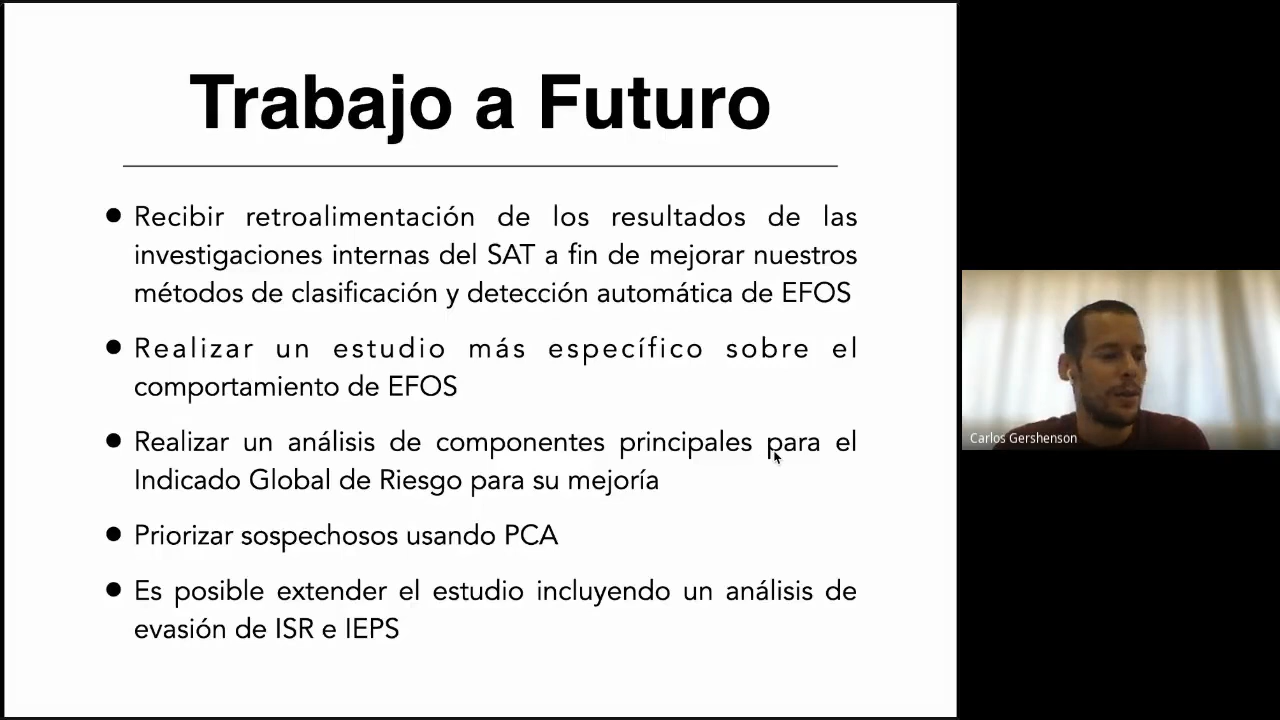 Trabajo a Futuro
● Recibir retroalimentación de los resultados de las
investigaciones internas del SAT a fin de mejorar nuestros
métodos de clasificación y detección automática de EFOS
● Realizar un estudio más específico sobre el
comportamiento de EFOS
● Realizar un análisis de componentes principales para el
Indicado Global de Riesgo para su mejoría
● Priorizar sospechosos usando PCA
● Es posible extender el estudio incluyendo un análisis de
evasión de ISR e IEPS
Carlos Gershenson